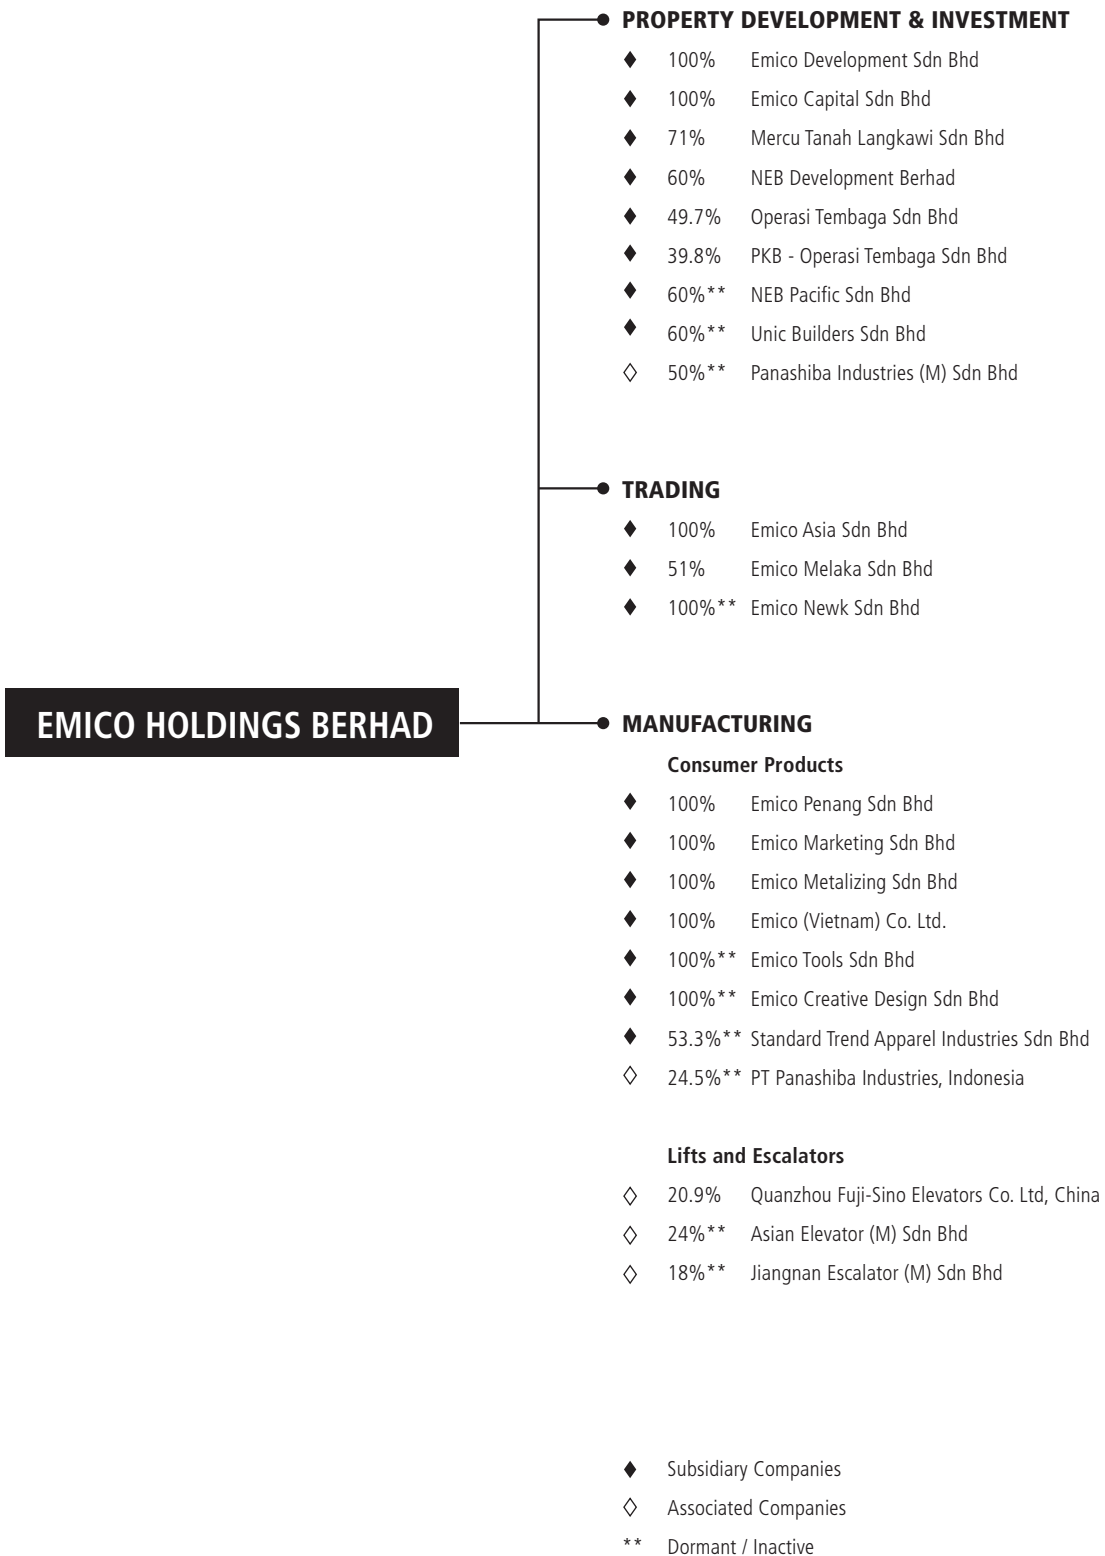 PROPERTY DEVELOPMENT & INVESTMENT
♦ 100% Emico Development Sdn Bhd
♦ 100% Emico Capital Sdn Bhd
♦ 71% Mercu Tanah Langkawi Sdn Bhd
♦ 60% NEB Development Berhad
♦ 49.7% Operasi Tembaga Sdn Bhd
♦ 39.8% PKB - Operasi Tembaga Sdn Bhd
♦ 60%** NEB Pacific Sdn Bhd
♦ 60%** Unic Builders Sdn Bhd
◊ 50%** Panashiba Industries (M) Sdn Bhd
TRADING
♦ 100% Emico Asia Sdn Bhd
♦ 51% Emico Melaka Sdn Bhd
♦ 100%** Emico Newk Sdn Bhd
EMICO HOLDINGS BERHAD
MANUFACTURING
Consumer Products
♦ 100% Emico Penang Sdn Bhd
♦ 100% Emico Marketing Sdn Bhd
♦ 100% Emico Metalizing Sdn Bhd
♦ 100% Emico (Vietnam) Co. Ltd.
♦ 100%** Emico Tools Sdn Bhd
♦ 100%** Emico Creative Design Sdn Bhd
♦ 53.3%** Standard Trend Apparel Industries Sdn Bhd
◊ 24.5%** PT Panashiba Industries, Indonesia
Lifts and Escalators
◊ 20.9% Quanzhou Fuji-Sino Elevators Co. Ltd, China
◊ 24%** Asian Elevator (M) Sdn Bhd
◊ 18%** Jiangnan Escalator (M) Sdn Bhd
♦ Subsidiary Companies
◊ Associated Companies
** Dormant / Inactive